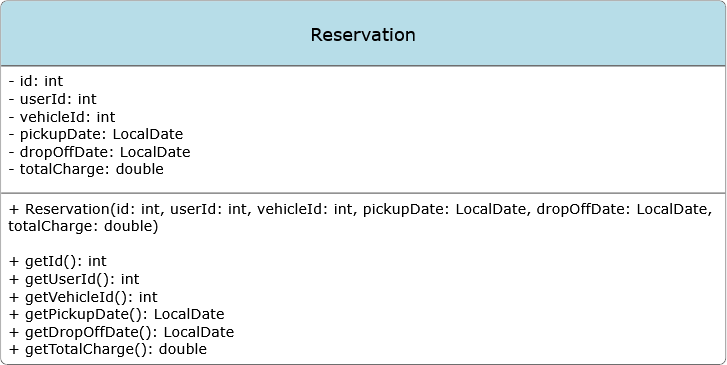 Reservation
- id: int
- userId: int
- vehicleId: int
- pickupDate: LocalDate
- dropOffDate: LocalDate
- totalCharge: double
+ Reservation(id: int, userId: int, vehicleId: int, pickupDate: LocalDate, dropOffDate: LocalDate,
totalCharge: double)
+ getId(): int
+ getUserId(): int
+ getVehicleId(): int
+ getPickupDate(): LocalDate
+ getDropOffDate(): LocalDate
+ getTotalCharge(): double